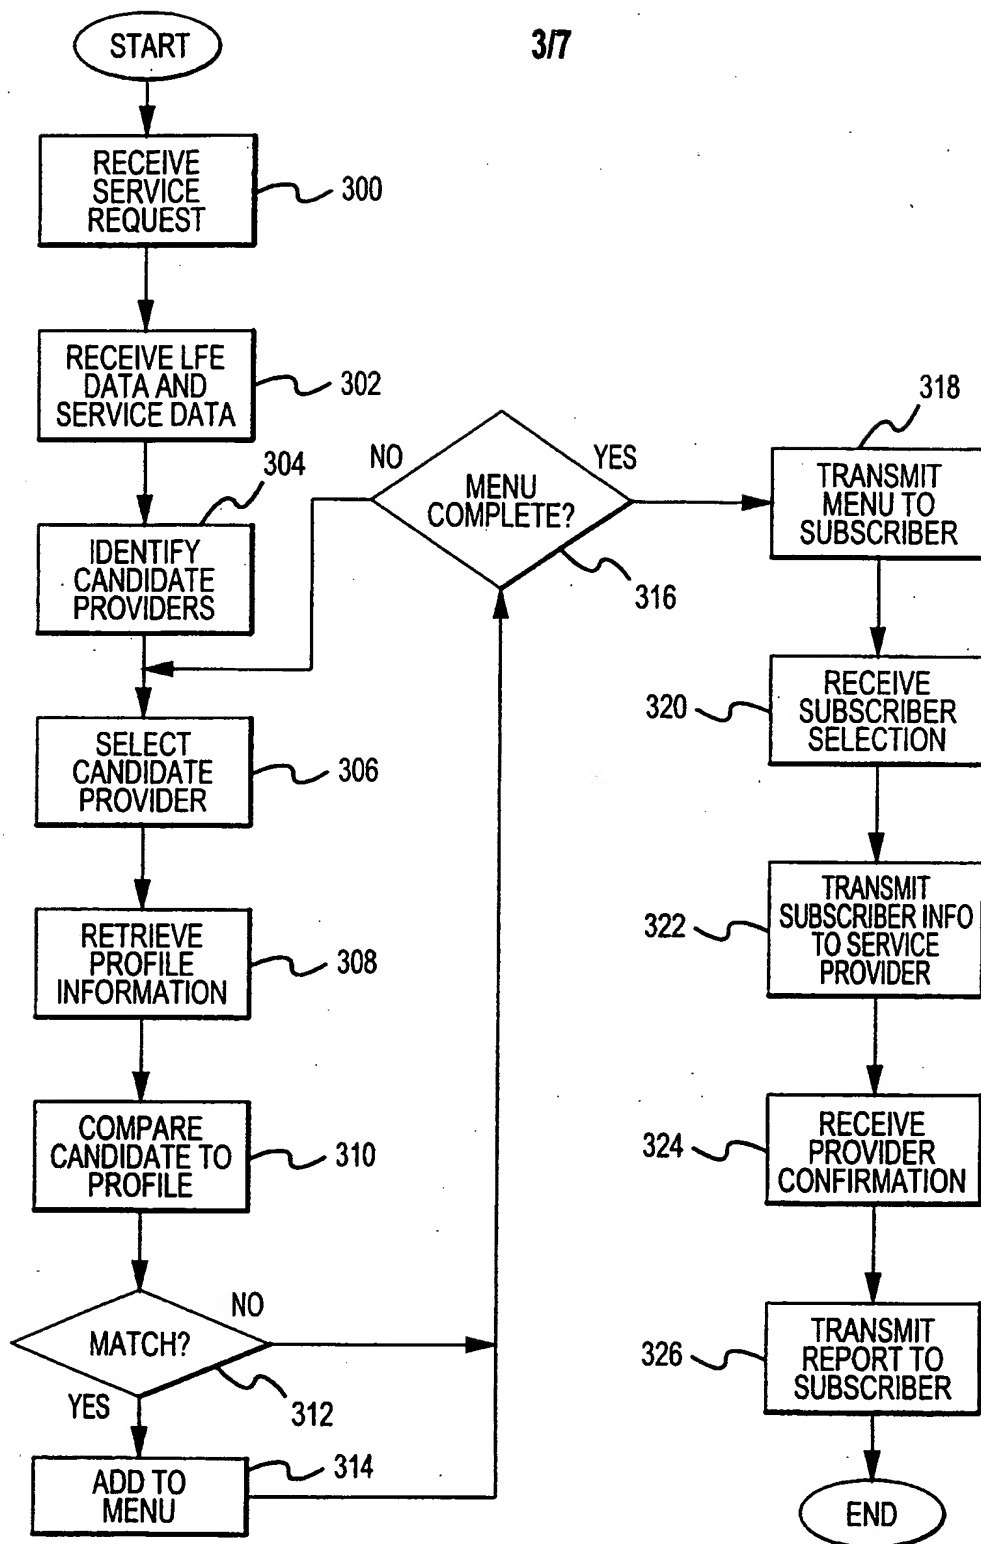 3/7
START
RECEIVE
SERVICE
REQUEST
300
RECEIVE LFE
DATA AND
SERVICE DATA
302
304
IDENTIFY
CANDIDATE
PROVIDERS
SELECT
CANDIDATE
PROVIDER
306
RETRIEVE
PROFILE
INFORMATION
308
COMPARE
CANDIDATE TO
PROFILE
310
MATCH?
NO
YES
312
ADD TO
MENU
314
NO
YES
MENU
COMPLETE?
316
318
TRANSMIT
MENU TO
SUBSCRIBER
320
RECEIVE
SUBSCRIBER
SELECTION
322
TRANSMIT
SUBSCRIBER INFO
TO SERVICE
PROVIDER
324
RECEIVE
PROVIDER
CONFIRMATION
326
TRANSMIT
REPORT TO
SUBSCRIBER
END